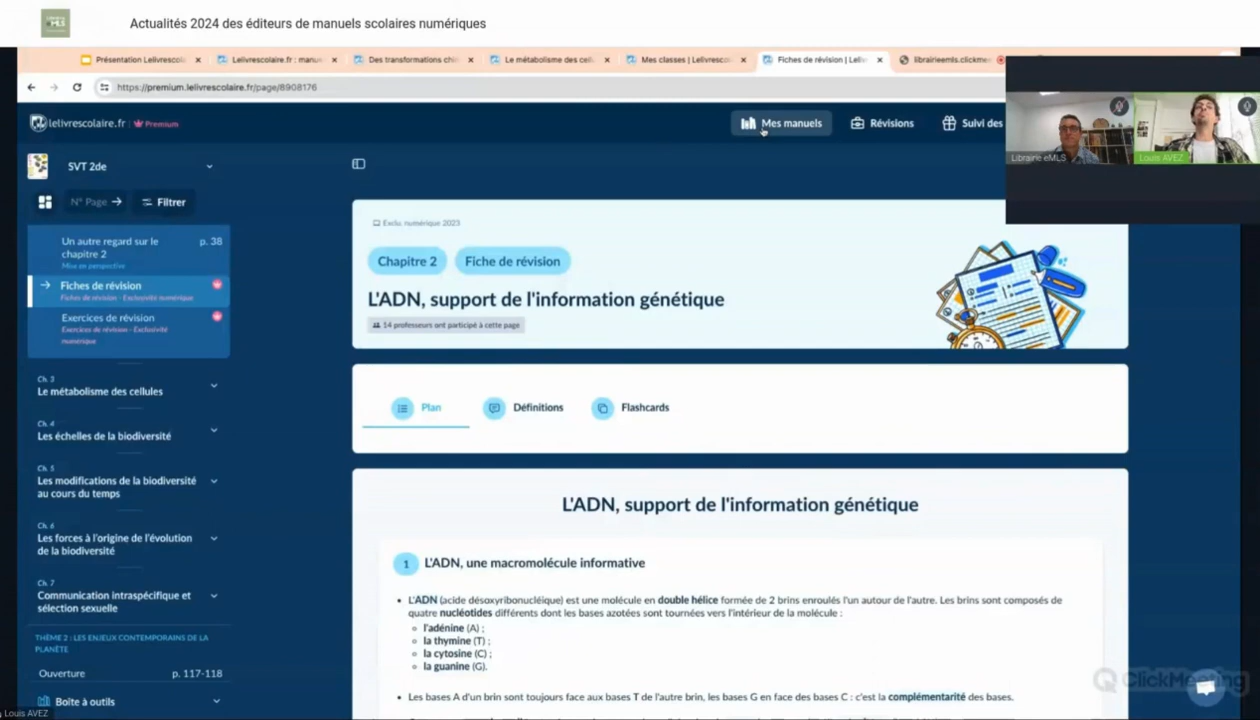 Actualités 2024 des éditeurs de manuels scolaires numériques
Présentation Lelivrescola
Lelivrescolaire.fr : manue
Des transformations chi
Le métabolisme des cell
Mes classes | Lelivrescol
Fiches de révision | Leliv
librairieemls.clickmee
https://premium.lelivrescolaire.fr/page/8908176
lelivrescolaire.fr | Premium
Mes manuels
Révisions
Suivi des
Librairie eMLS
Louis AVEZ
SVT 2de
N° Page
Filtrer
Un autre regard sur le
chapitre 2
p. 38
Mise en perspective
Fiches de révision
Fiches de révision - Exclusivité numérique
Exercices de révision
Exercices de révision - Exclusivité
numérique
Ch. 3
Le métabolisme des cellules
Ch. 4
Les échelles de la biodiversité
Ch. 5
Les modifications de la biodiversité
au cours du temps
Ch. 6
Les forces à l'origine de l'évolution
de la biodiversité
Ch. 7
Communication intraspécifique et
sélection sexuelle
THÈME 2 : LES ENJEUX CONTEMPORAINS DE LA
PLANÈTE
Ouverture
p. 117-118
Boîte à outils
Louis AVEZ
Exclu. numérique 2023
Chapitre 2
Fiche de révision
L'ADN, support de l'information génétique
14 professeurs ont participé à cette page
Plan
Définitions
Flashcards
L'ADN, support de l'information génétique
1 L'ADN, une macromolécule informative
• L'ADN (acide désoxyribonucléique) est une molécule en double hélice formée de 2 brins enroulés l'un autour de l'autre. Les brins sont composés de
quatre nucléotides différents dont les bases azotées sont tournées vers l'intérieur de la molécule :
l'adénine (A) ;
la thymine (T) ;
la cytosine (C) ;
la guanine (G).
• Les bases A d'un brin sont toujours face aux bases T de l'autre brin, les bases G en face des bases C : c'est la complémentarité des bases.
ClickMeeting